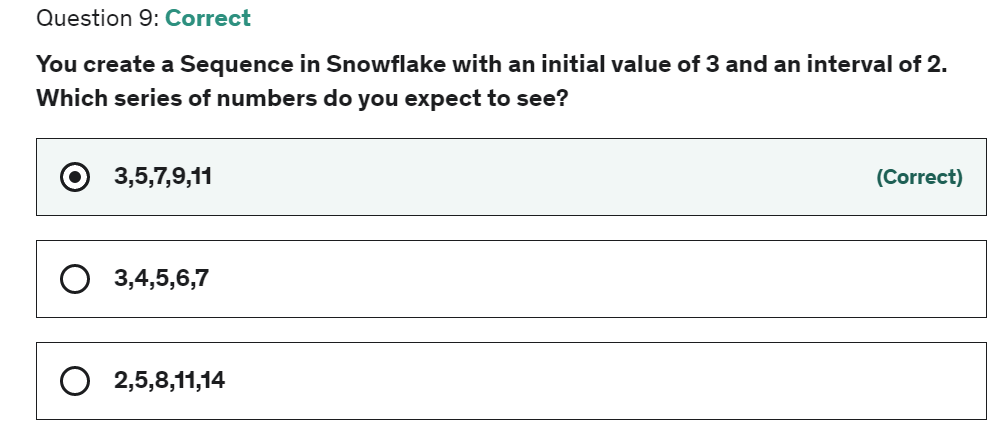 Question 9: Correct
You create a Sequence in Snowflake with an initial value of 3 and an interval of 2.
Which series of numbers do you expect to see?
3,5,7,9,11 (Correct)
3,4,5,6,7
2,5,8,11,14